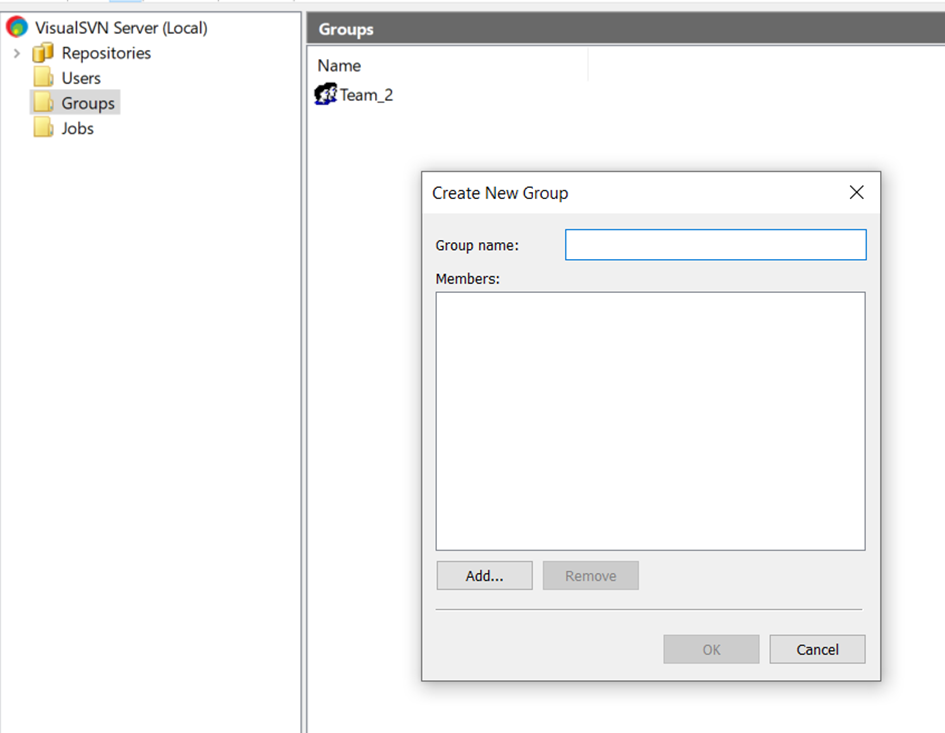 VisualSVN Server (Local)
Repositories
Users
Groups
Jobs
Groups
Name
Team_2
Create New Group
Group name:
Members:
Add...
Remove
OK
Cancel